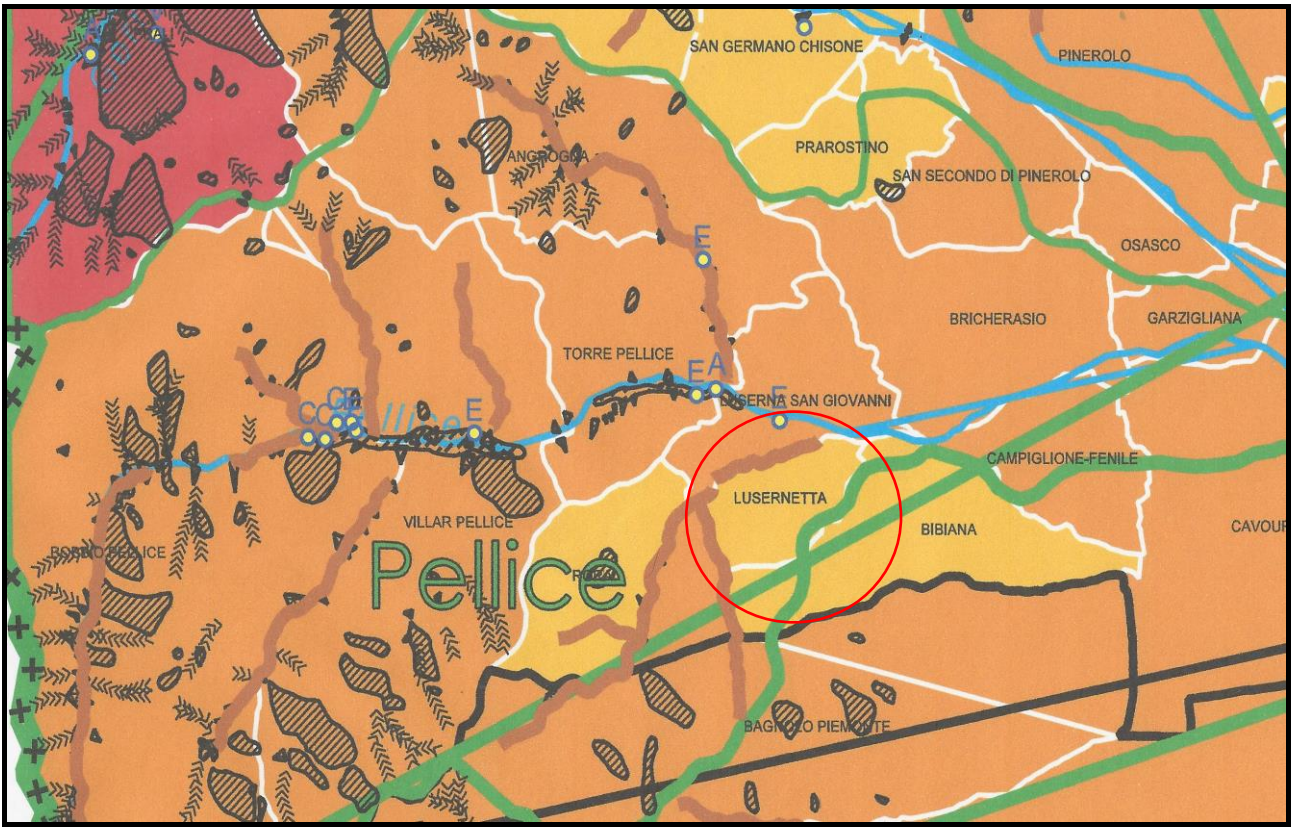 A
SAN GERMANO CHISONE
PINEROLO
ANGROGNA
PRAROSTINO
SAN SECONDO DI PINEROLO
E
OSASCO
BRICHERASIO
GARZIGLIANA
TORRE PELLICE
E
A
LUSERNA SAN GIOVANNI
E
C
C
E
llice
E
CAMPIGLIONE-FENILE
LUSERNETTA
VILLAR PELLICE
BIBIANA
CAVOUR
BOBBIO PELLICE
Pellice
RORA'
BAGNOLO PIEMONTE